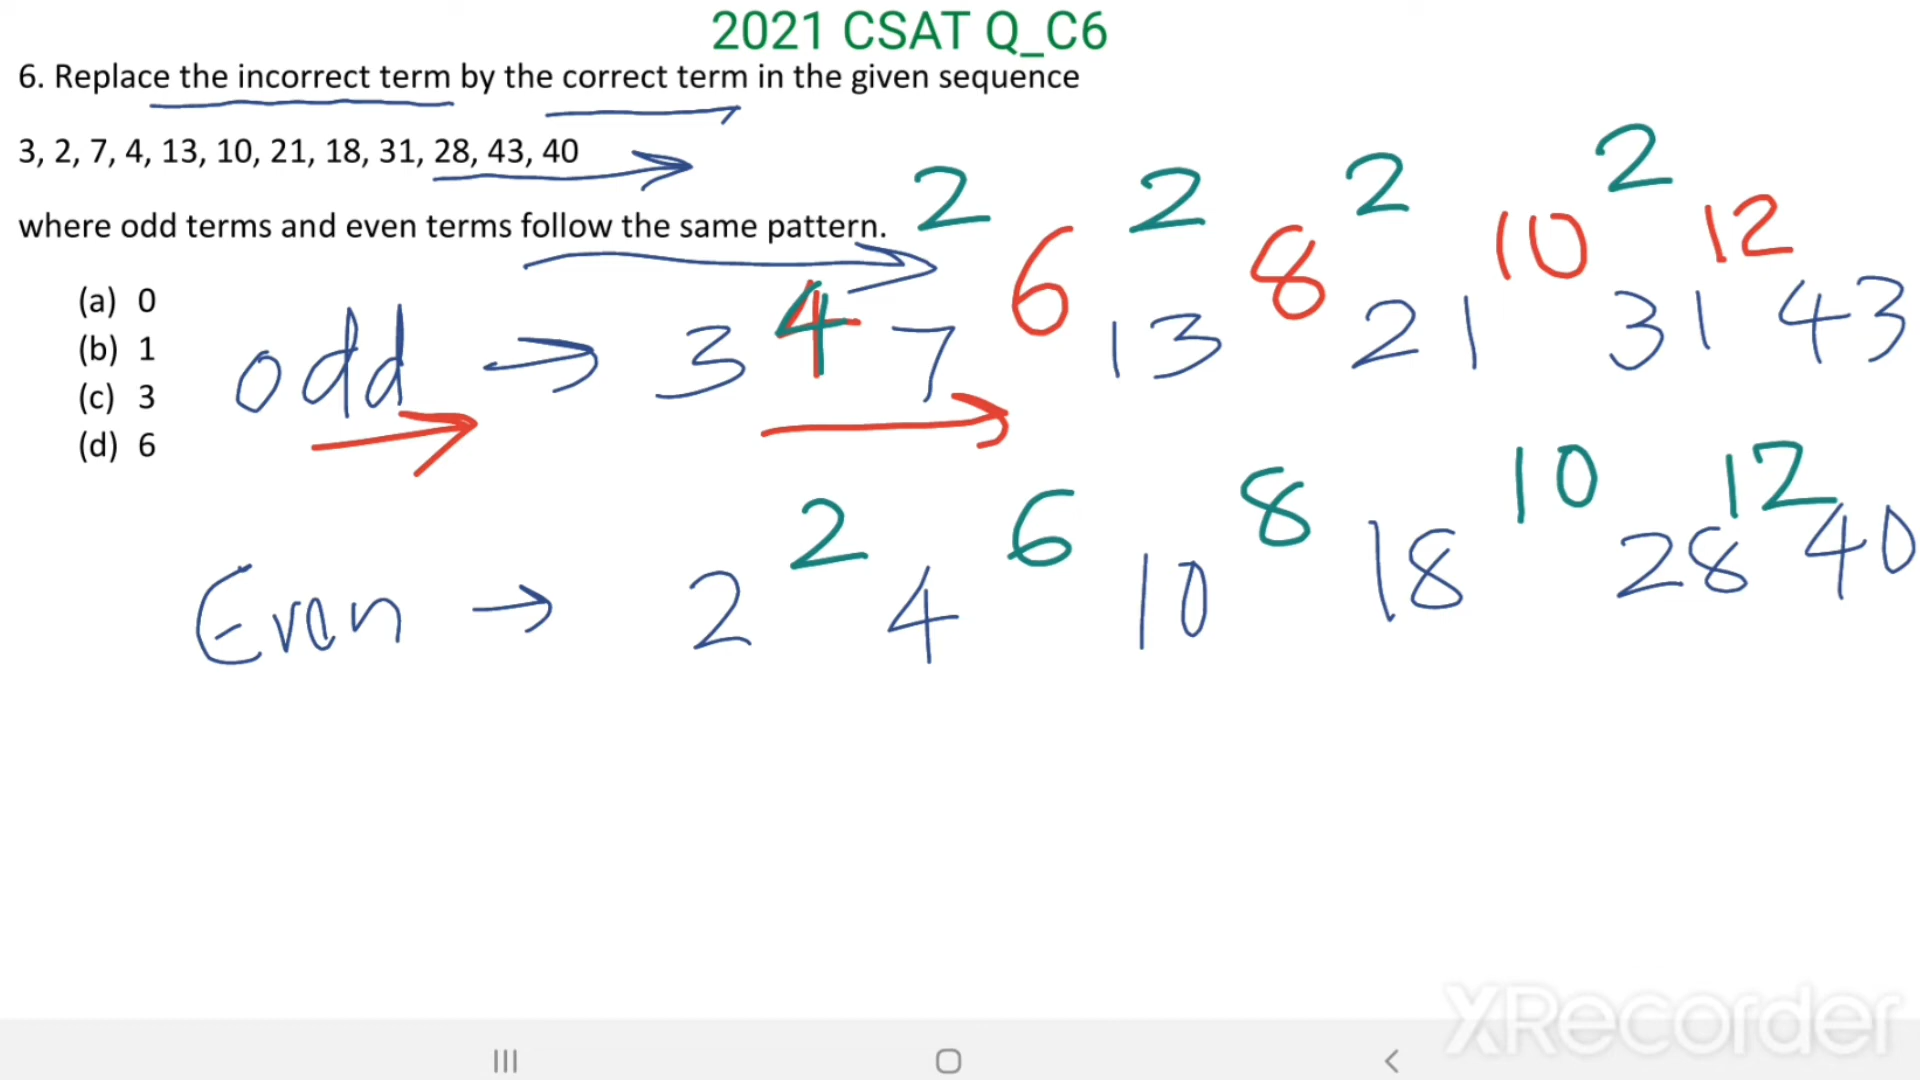 2021 CSAT Q_C6
6. Replace the incorrect term by the correct term in the given sequence
3, 2, 7, 4, 13, 10, 21, 18, 31, 28, 43, 40
where odd terms and even terms follow the same pattern.
(a) 0
(b) 1
(c) 3
(d) 6
2 2 2 2
4 6 8 10 12
odd → 3 7 13 21 31 43
2 6 8 10 12
Even → 2 4 10 18 28 40
XRecorder